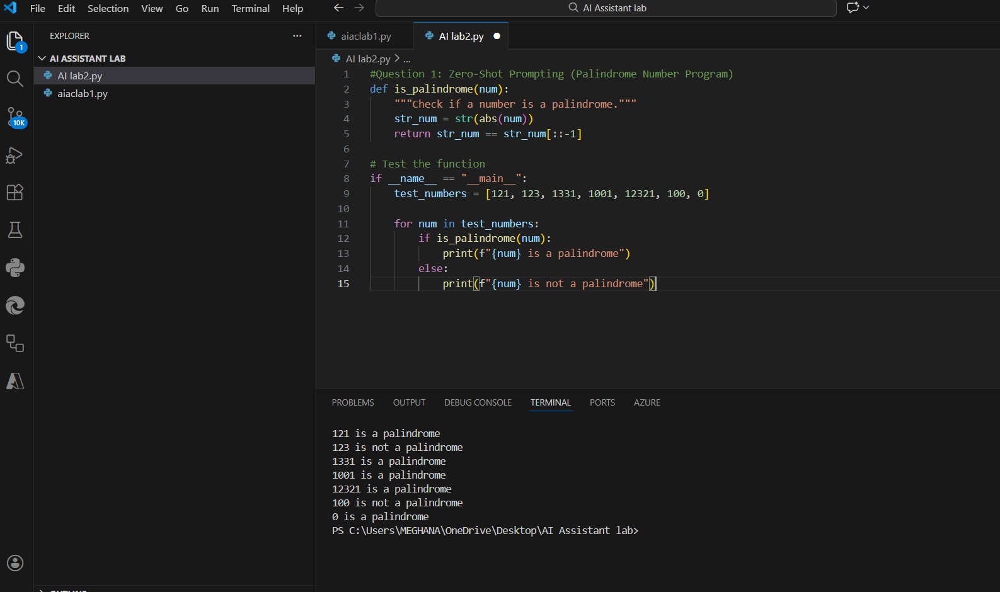 File Edit Selection View Go Run Terminal Help
AI Assistant lab
EXPLORER
1
AI ASSISTANT LAB
AI lab2.py
aiaclab1.py
10K
aiaclab1.py
AI lab2.py
AI lab2.py > ...
1 #Question 1: Zero-Shot Prompting (Palindrome Number Program)
2 def is_palindrome(num):
3     """Check if a number is a palindrome."""
4     str_num = str(abs(num))
5     return str_num == str_num[::-1]
6
7 # Test the function
8 if __name__ == "__main__":
9     test_numbers = [121, 123, 1331, 1001, 12321, 100, 0]
10
11     for num in test_numbers:
12         if is_palindrome(num):
13             print(f"{num} is a palindrome")
14         else:
15             print(f"{num} is not a palindrome")
PROBLEMS OUTPUT DEBUG CONSOLE TERMINAL PORTS AZURE
121 is a palindrome
123 is not a palindrome
1331 is a palindrome
1001 is a palindrome
12321 is a palindrome
100 is not a palindrome
0 is a palindrome
PS C:\Users\MEGHANA\OneDrive\Desktop\AI Assistant lab>
OUTLINE